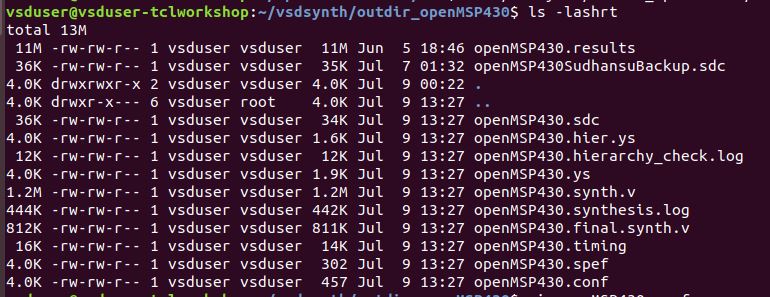 vsduser@vsduser-tclworkshop:~/vsdsynth/outdir_openMSP430$ ls -lashrt
total 13M
11M -rw-rw-r-- 1 vsduser vsduser 11M Jun 5 18:46 openMSP430.results
36K -rw-rw-r-- 1 vsduser vsduser 35K Jul 7 01:32 openMSP430SudhansuBackup.sdc
4.0K drwxrwxr-x 2 vsduser vsduser 4.0K Jul 9 00:22 .
4.0K drwxr-x--- 6 vsduser root 4.0K Jul 9 13:27 ..
36K -rw-rw-r-- 1 vsduser vsduser 34K Jul 9 13:27 openMSP430.sdc
4.0K -rw-rw-r-- 1 vsduser vsduser 1.6K Jul 9 13:27 openMSP430.hier.ys
12K -rw-rw-r-- 1 vsduser vsduser 12K Jul 9 13:27 openMSP430.hierarchy_check.log
4.0K -rw-rw-r-- 1 vsduser vsduser 1.9K Jul 9 13:27 openMSP430.ys
1.2M -rw-rw-r-- 1 vsduser vsduser 1.2M Jul 9 13:27 openMSP430.synth.v
444K -rw-rw-r-- 1 vsduser vsduser 442K Jul 9 13:27 openMSP430.synthesis.log
812K -rw-rw-r-- 1 vsduser vsduser 811K Jul 9 13:27 openMSP430.final.synth.v
16K -rw-rw-r-- 1 vsduser vsduser 14K Jul 9 13:27 openMSP430.timing
4.0K -rw-rw-r-- 1 vsduser vsduser 302 Jul 9 13:27 openMSP430.spef
4.0K -rw-rw-r-- 1 vsduser vsduser 457 Jul 9 13:27 openMSP430.conf